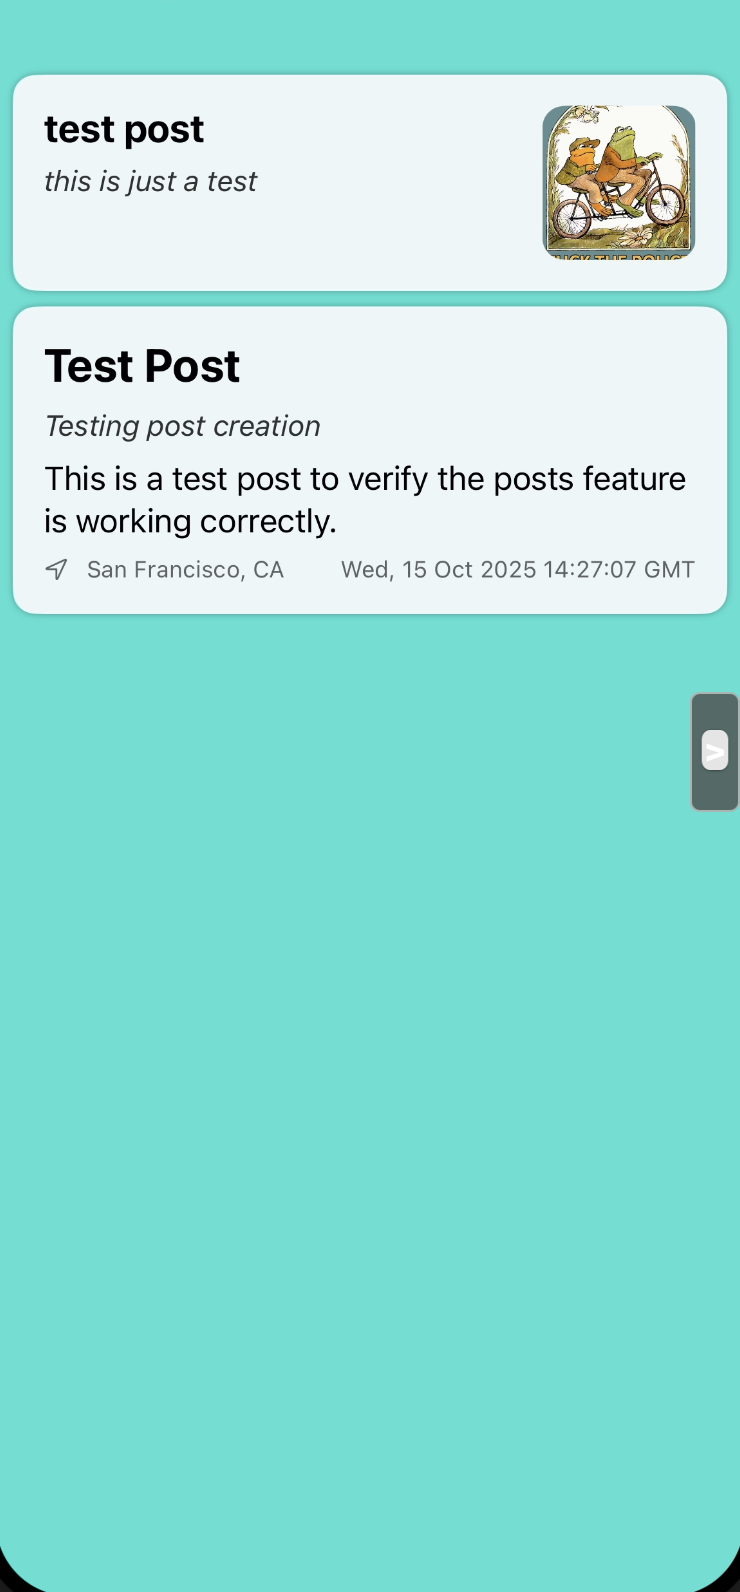 test post
this is just a test
Test Post
Testing post creation
This is a test post to verify the posts feature
is working correctly.
San Francisco, CA
Wed, 15 Oct 2025 14:27:07 GMT